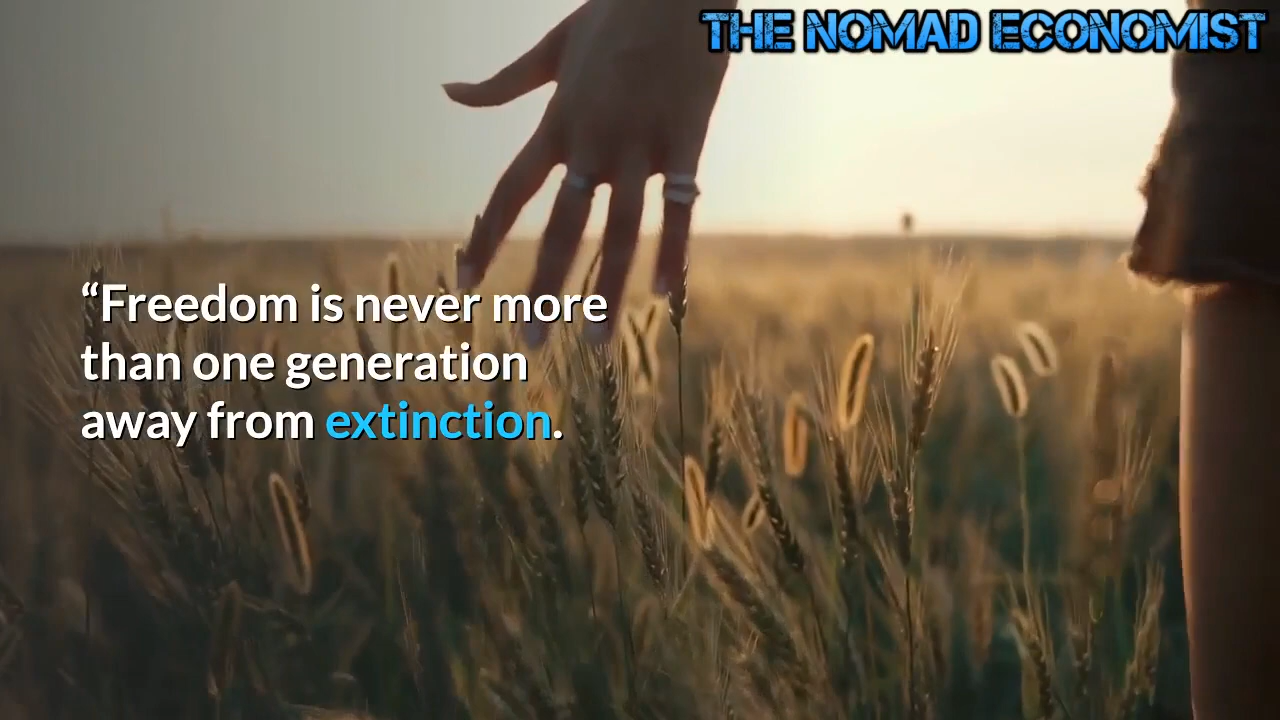 THE NOMAD ECONOMIST
“Freedom is never more
than one generation
away from extinction.